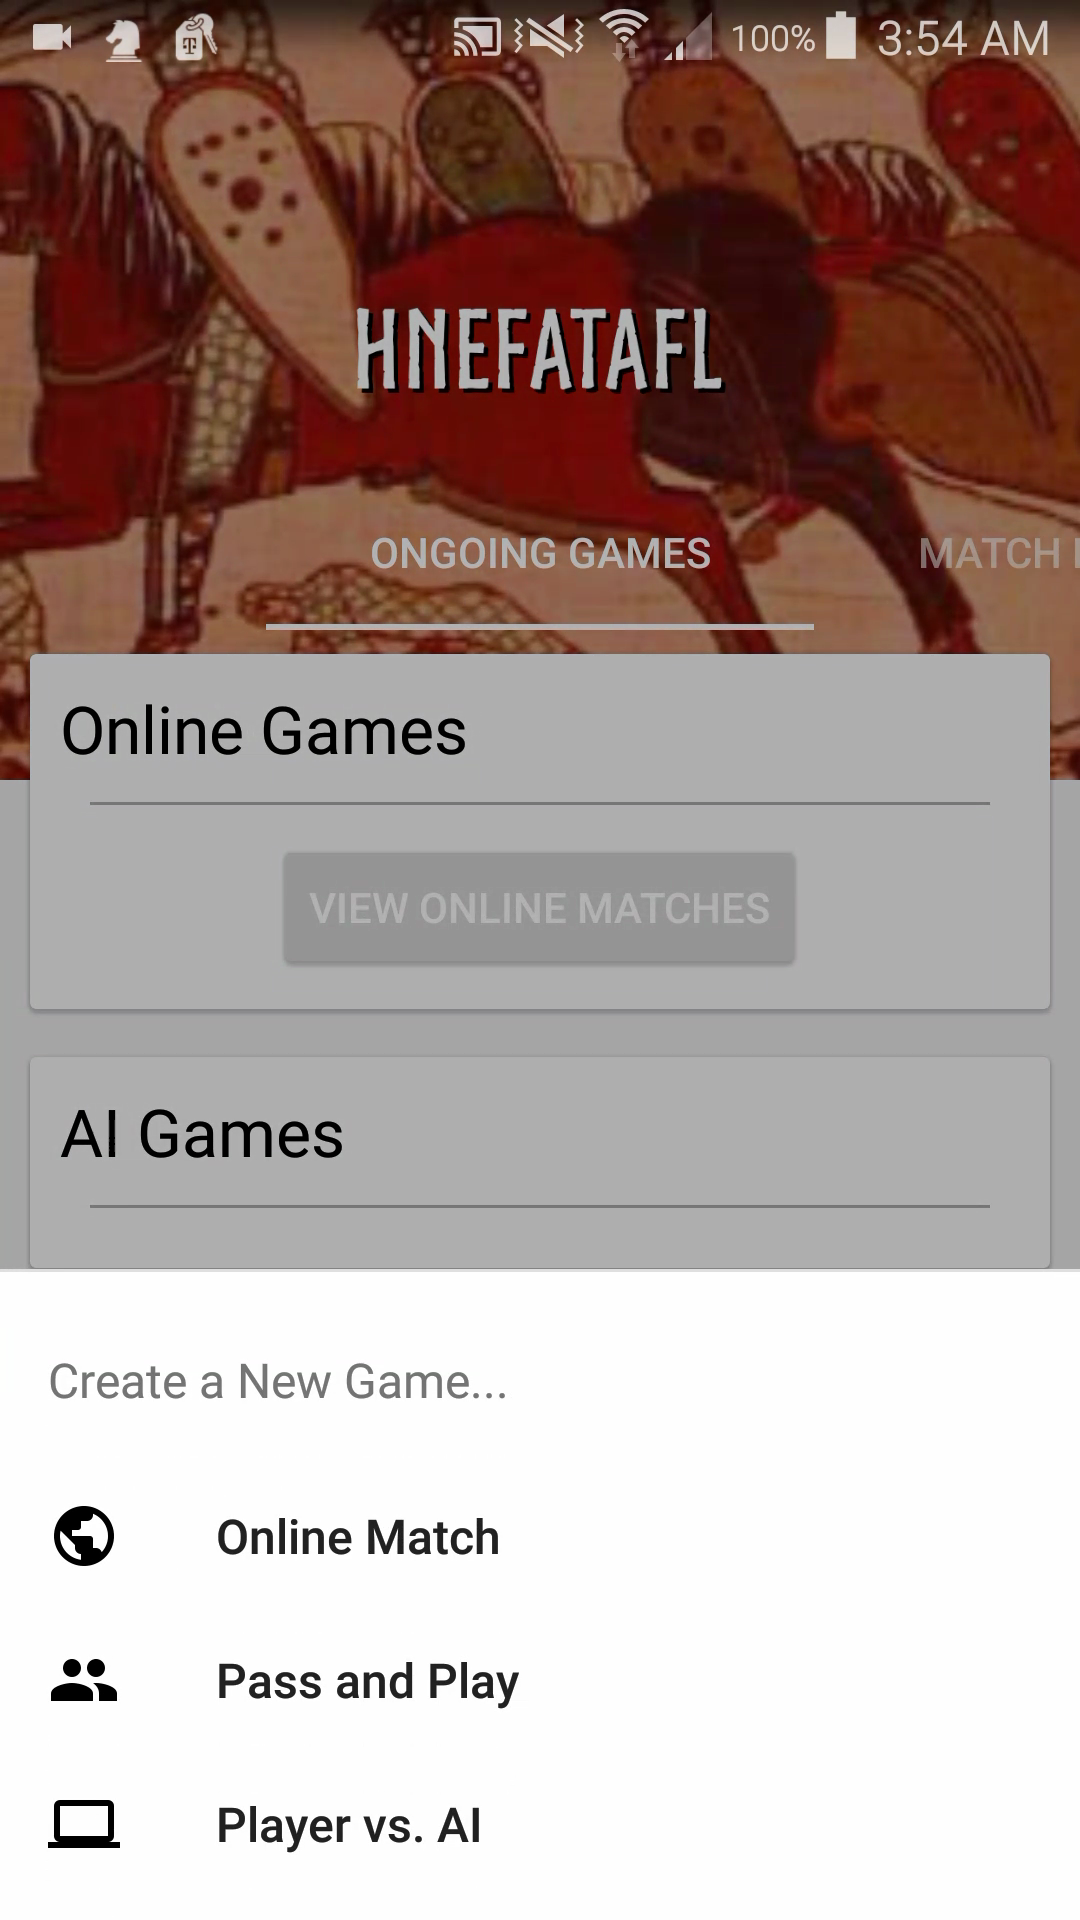 100% 3:54 AM
HNEFATAFL
ONGOING GAMES MATCH
Online Games
VIEW ONLINE MATCHES
AI Games
Create a New Game...
Online Match
Pass and Play
Player vs. AI